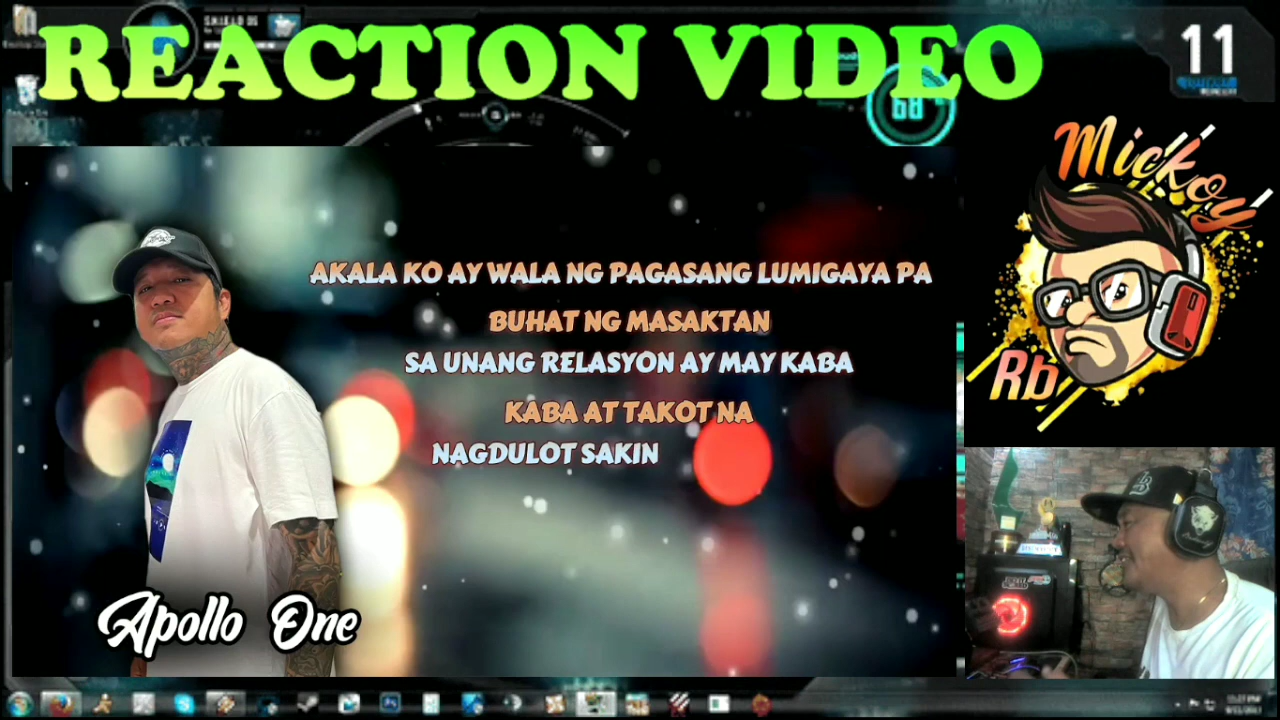 REACTION VIDEO
11
68
Mickoy
Rb
AKALA KO AY WALA NG PAGASANG LUMIGAYA PA
BUHAT NG MASAKTAN
SA UNANG RELASYON AY MAY KABA
KABA AT TAKOT NA
NAGDULOT SAKIN
Apollo One